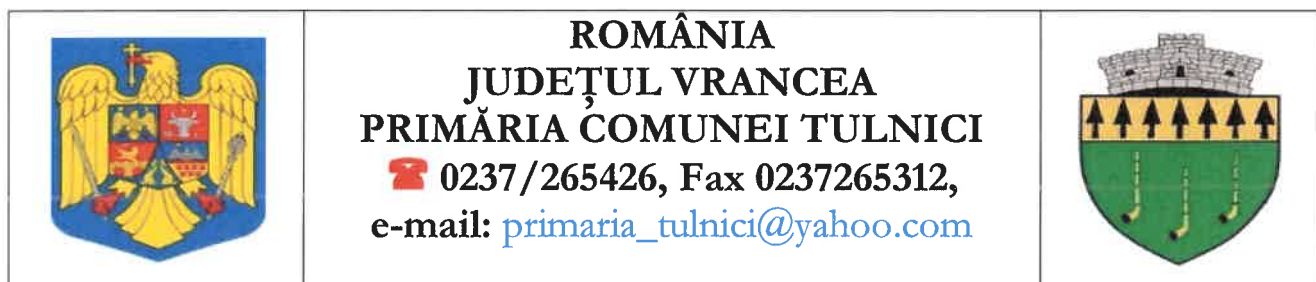 ROMÂNIA
JUDEȚUL VRANCEA
PRIMĂRIA COMUNEI TULNICI
☎ 0237/265426, Fax 0237265312,
e-mail: primaria_tulnici@yahoo.com